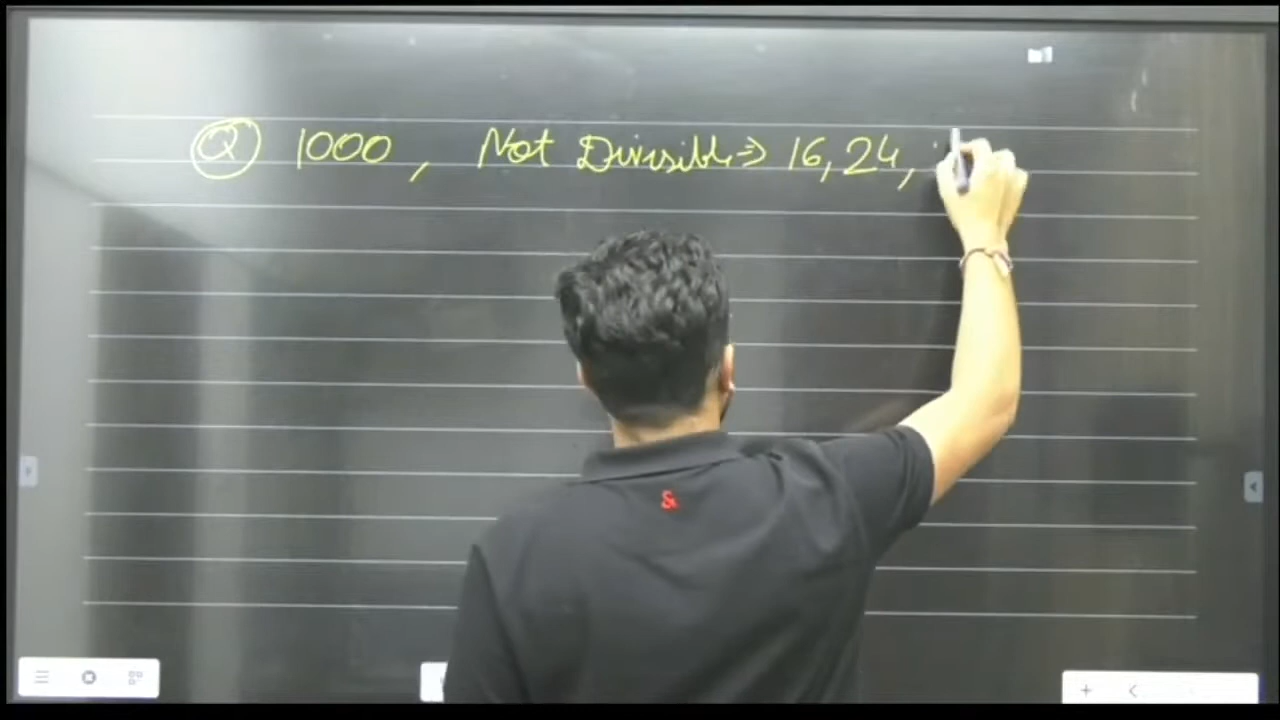 Q 1000, Not Divisible ⇒ 16, 24,
&